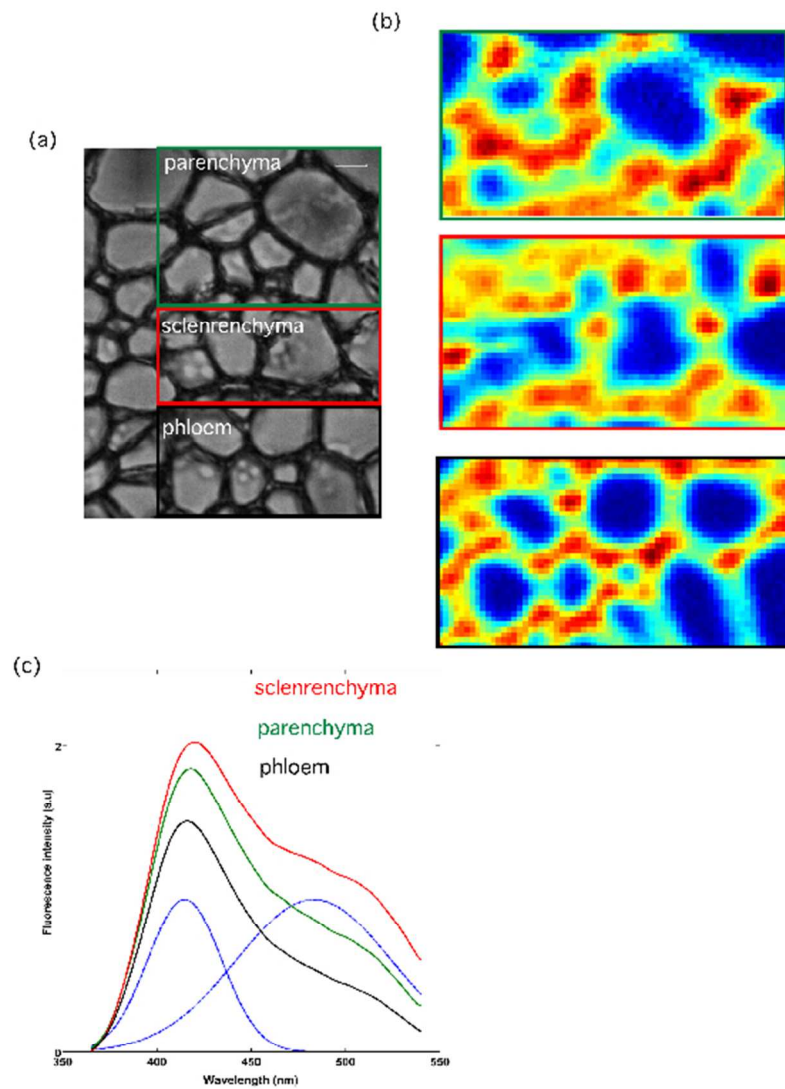 (b)
(a)
parenchyma
sclenrenchyma
phloem
(c)
sclenrenchyma
parenchyma
phloem
2
Fluorescence intensity [a.u]
0
350
400
450
500
550
Wavelength (nm)